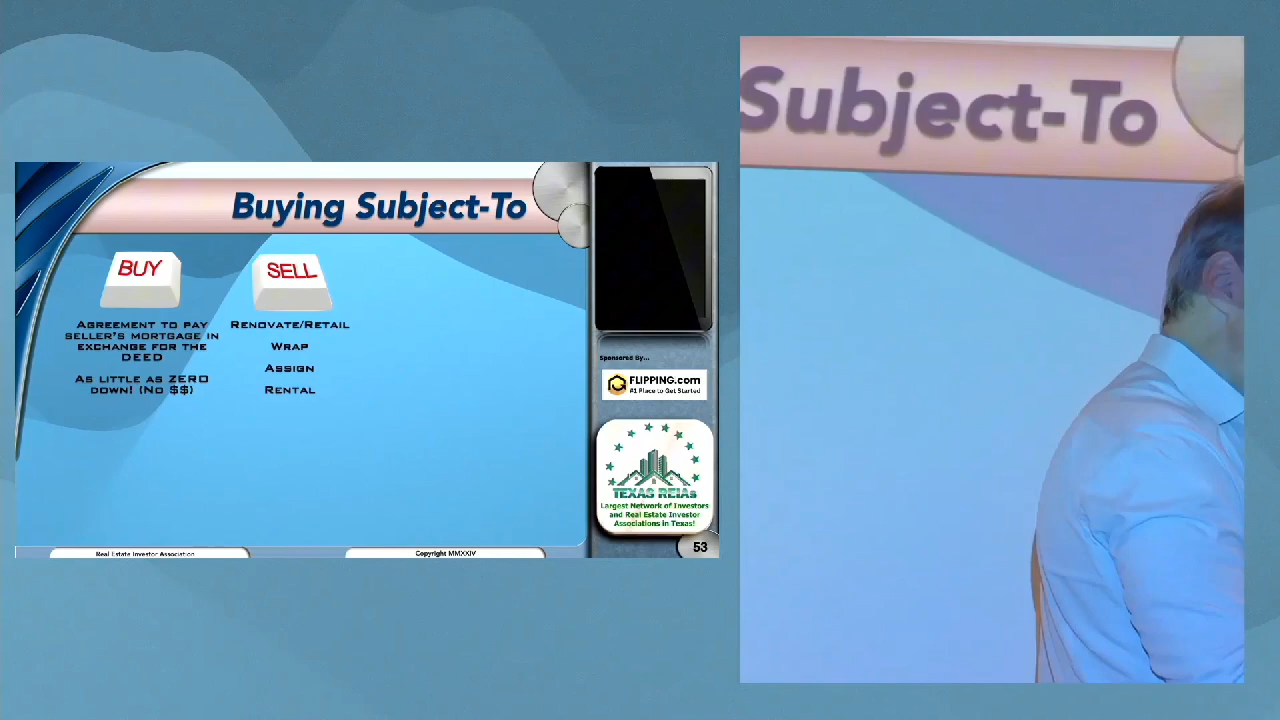 Buying Subject-To
BUY
SELL
AGREEMENT TO PAY
SELLER'S MORTGAGE IN
EXCHANGE FOR THE
DEED
AS LITTLE AS ZERO
DOWN! (NO $$)
RENOVATE/RETAIL
WRAP
ASSIGN
RENTAL
Sponsored By...
FLIPPING.com
#1 Place to Get Started
TEXAS REIAs
Largest Network of Investors
and Real Estate Investor
Associations in Texas!
Real Estate Investor Association
Copyright MMXXIV
53
Subject-To